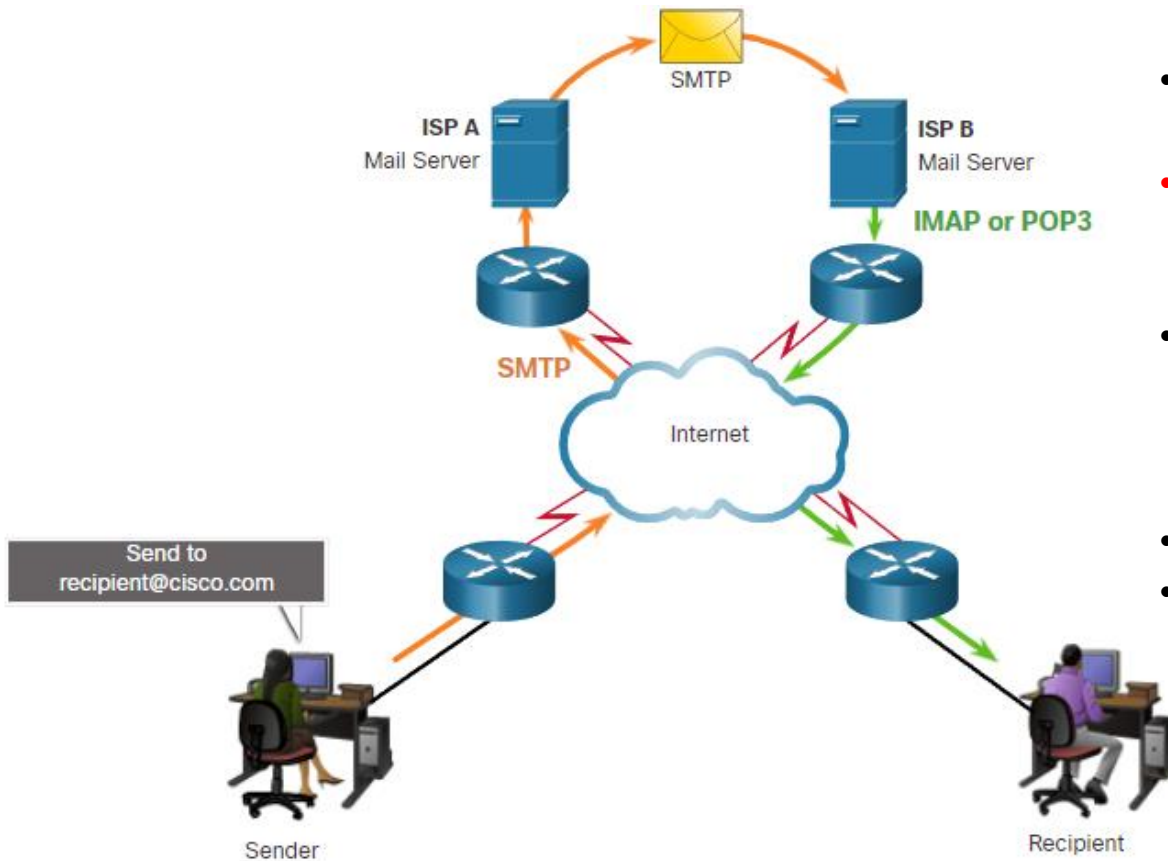 SMTP
ISP A
Mail Server
ISP B
Mail Server
IMAP or POP3
SMTP
Internet
Send to
recipient@cisco.com
Sender
Recipient